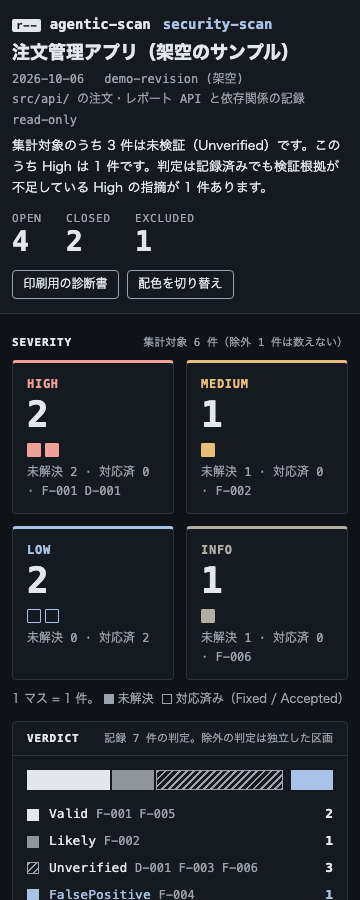 r-- agentic-scan security-scan
注文管理アプリ（架空のサンプル）
2026-10-06 demo-revision（架空）
src/api/ の注文・レポート API と依存関係の記録
read-only
集計対象のうち 3 件は未検証（Unverified）です。この
うち High は 1 件です。判定は記録済みでも検証根拠が
不足している High の指摘が 1 件あります。
OPEN CLOSED EXCLUDED
4 2 1
印刷用の診断書 配色を切り替え
SEVERITY 集計対象 6 件（除外 1 件は数えない）
HIGH
2
未解決 2 · 対応済 0
· F-001 D-001
MEDIUM
1
未解決 1 · 対応済 0
· F-002
LOW
2
未解決 0 · 対応済 2
INFO
1
未解決 1 · 対応済 0
· F-006
1 マス = 1 件。 未解決 対応済み（Fixed / Accepted）
VERDICT 記録 7 件の判定。除外の判定は独立した区画
Valid F-001 F-005 2
Likely F-002 1
Unverified D-001 F-003 F-006 3
FalsePositive F-004 1